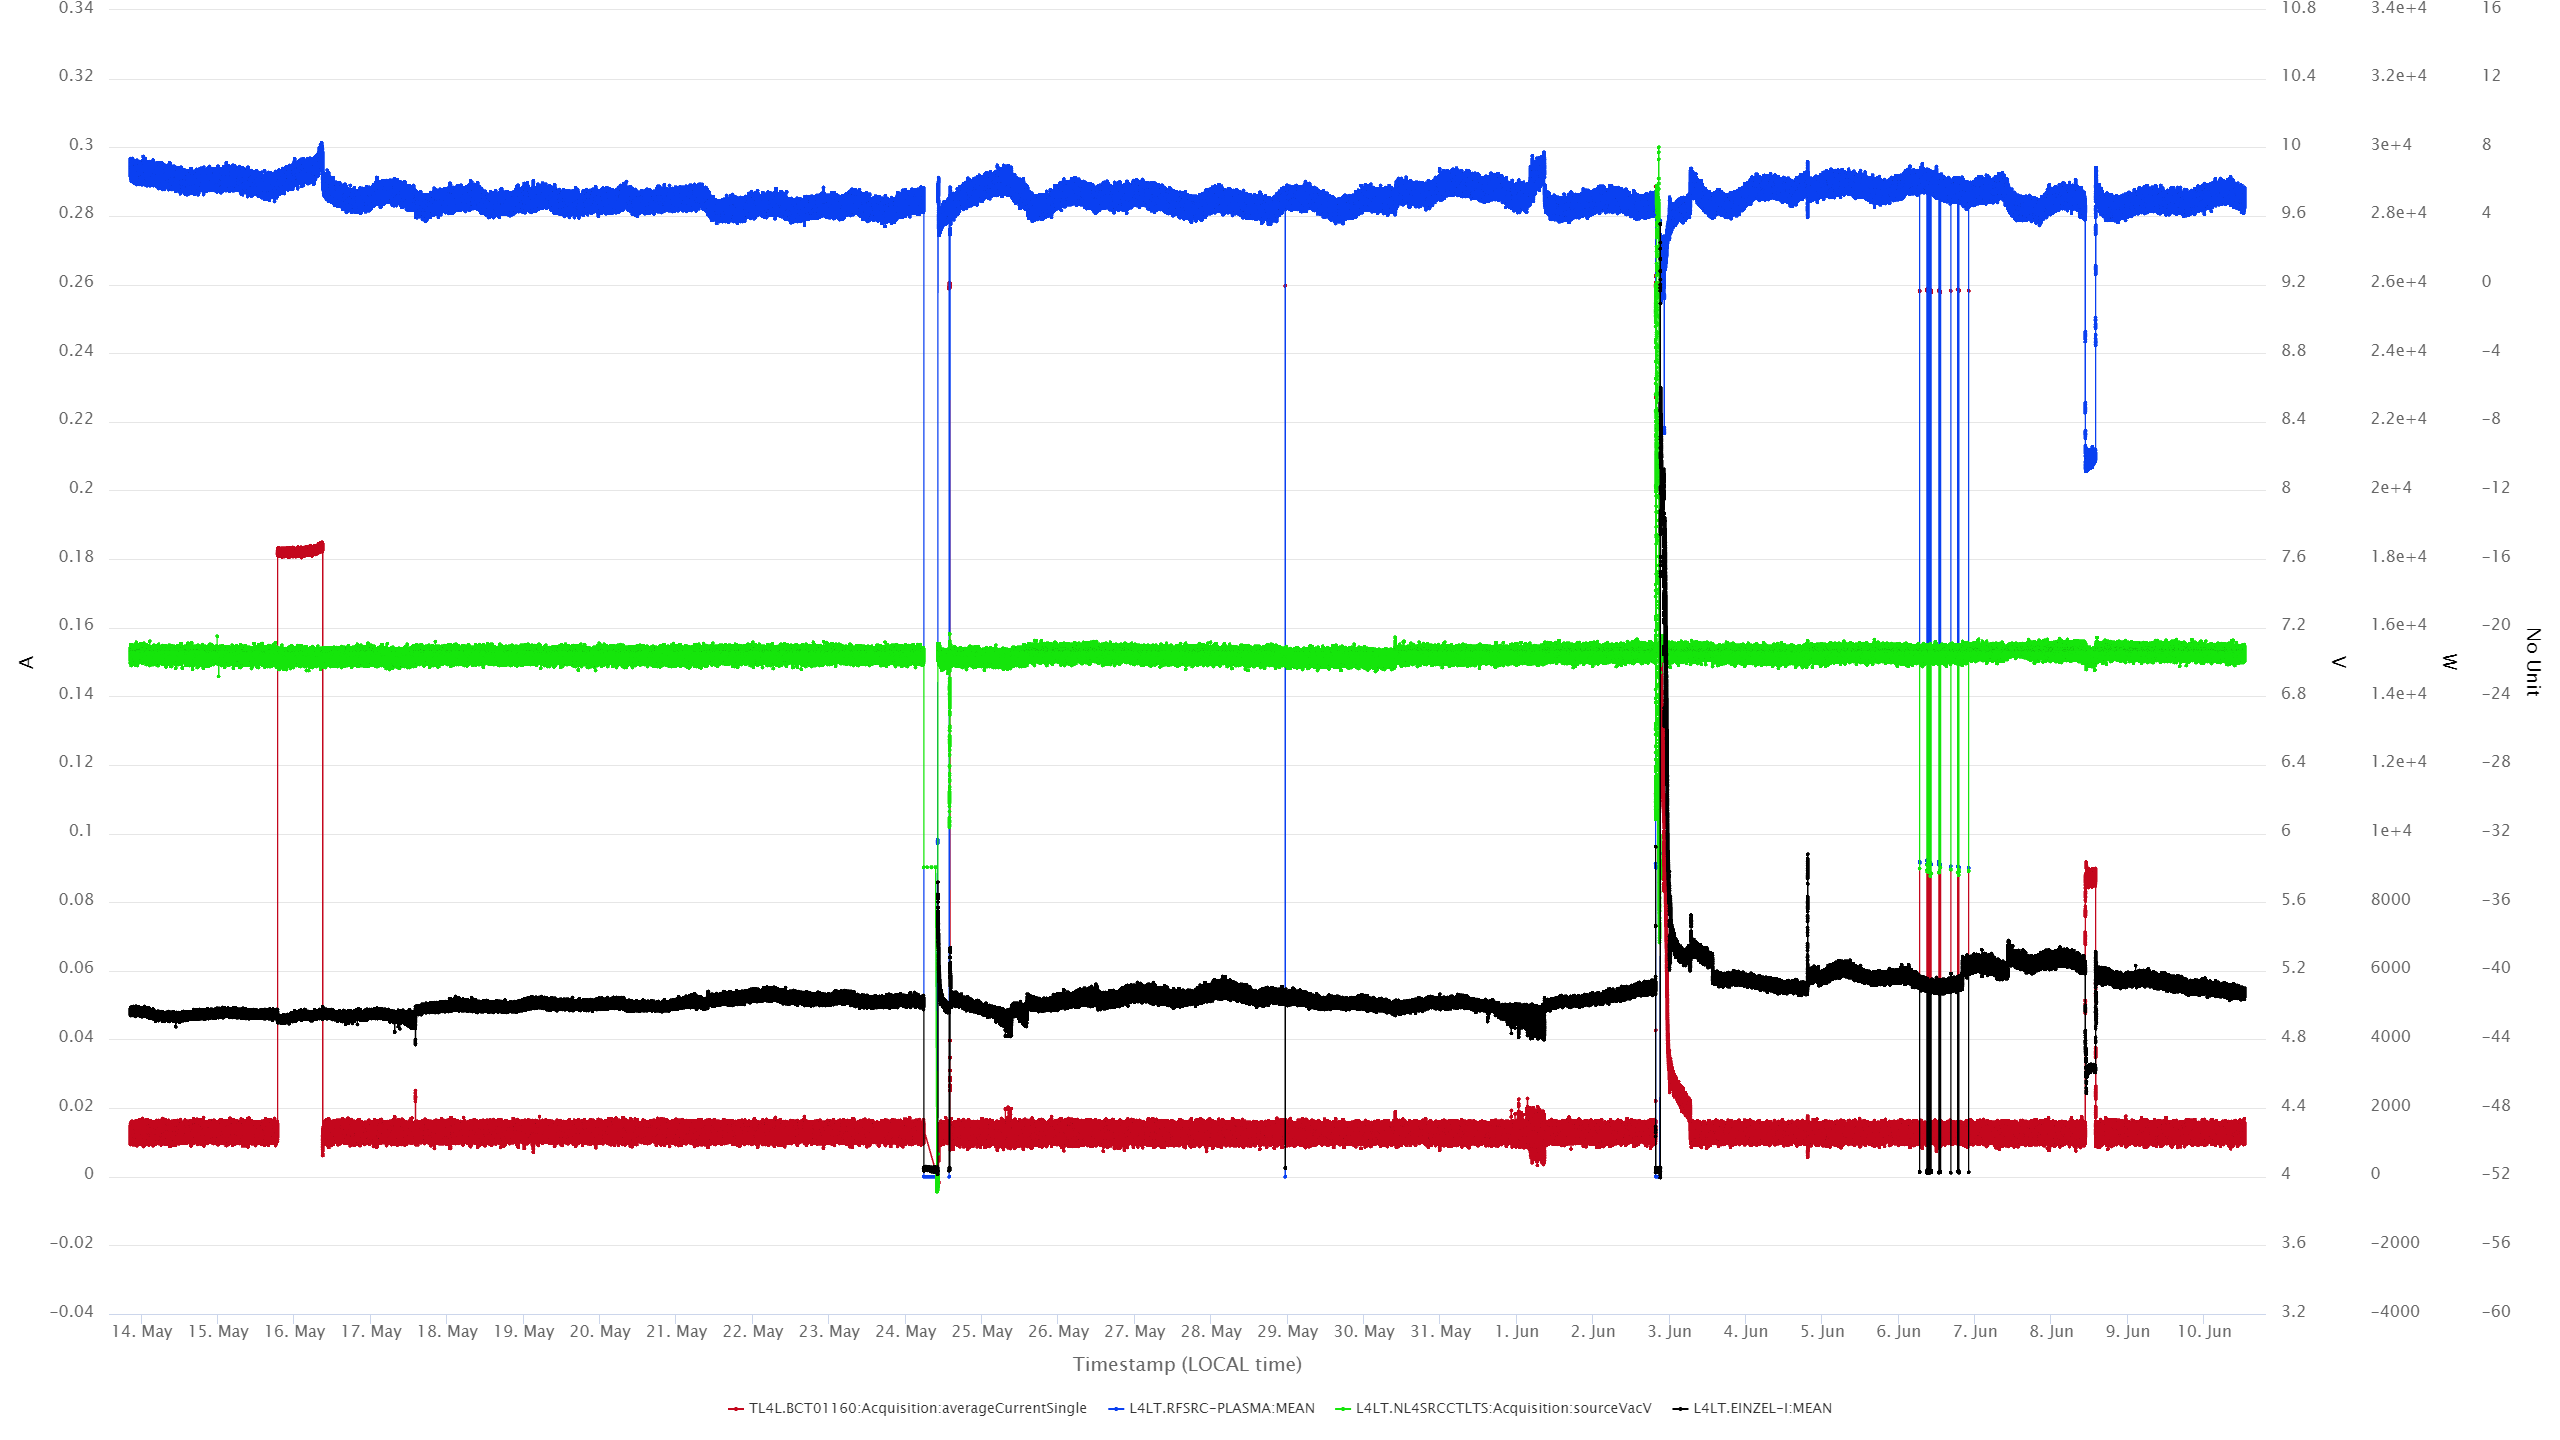 0.34 10.8 3.4e+4 16
0.32 10.4 3.2e+4 12
0.3 10 3e+4 8
0.28 9.6 2.8e+4 4
0.26 9.2 2.6e+4 0
0.24 8.8 2.4e+4 −4
0.22 8.4 2.2e+4 −8
0.2 8 2e+4 −12
0.18 7.6 1.8e+4 −16
0.16 7.2 1.6e+4 −20
A V W No Unit
0.14 6.8 1.4e+4 −24
0.12 6.4 1.2e+4 −28
0.1 6 1e+4 −32
0.08 5.6 8000 −36
0.06 5.2 6000 −40
0.04 4.8 4000 −44
0.02 4.4 2000 −48
0 4 0 −52
−0.02 3.6 −2000 −56
−0.04 3.2 −4000 −60
14. May 15. May 16. May 17. May 18. May 19. May 20. May 21. May 22. May 23. May 24. May 25. May 26. May 27. May 28. May 29. May 30. May 31. May 1. Jun 2. Jun 3. Jun 4. Jun 5. Jun 6. Jun 7. Jun 8. Jun 9. Jun 10. Jun
Timestamp (LOCAL time)
TL4L.BCT01160:Acquisition:averageCurrentSingle L4LT.RFSRC-PLASMA:MEAN L4LT.NL4SRCCTLTS:Acquisition:sourceVacV L4LT.EINZEL-I:MEAN